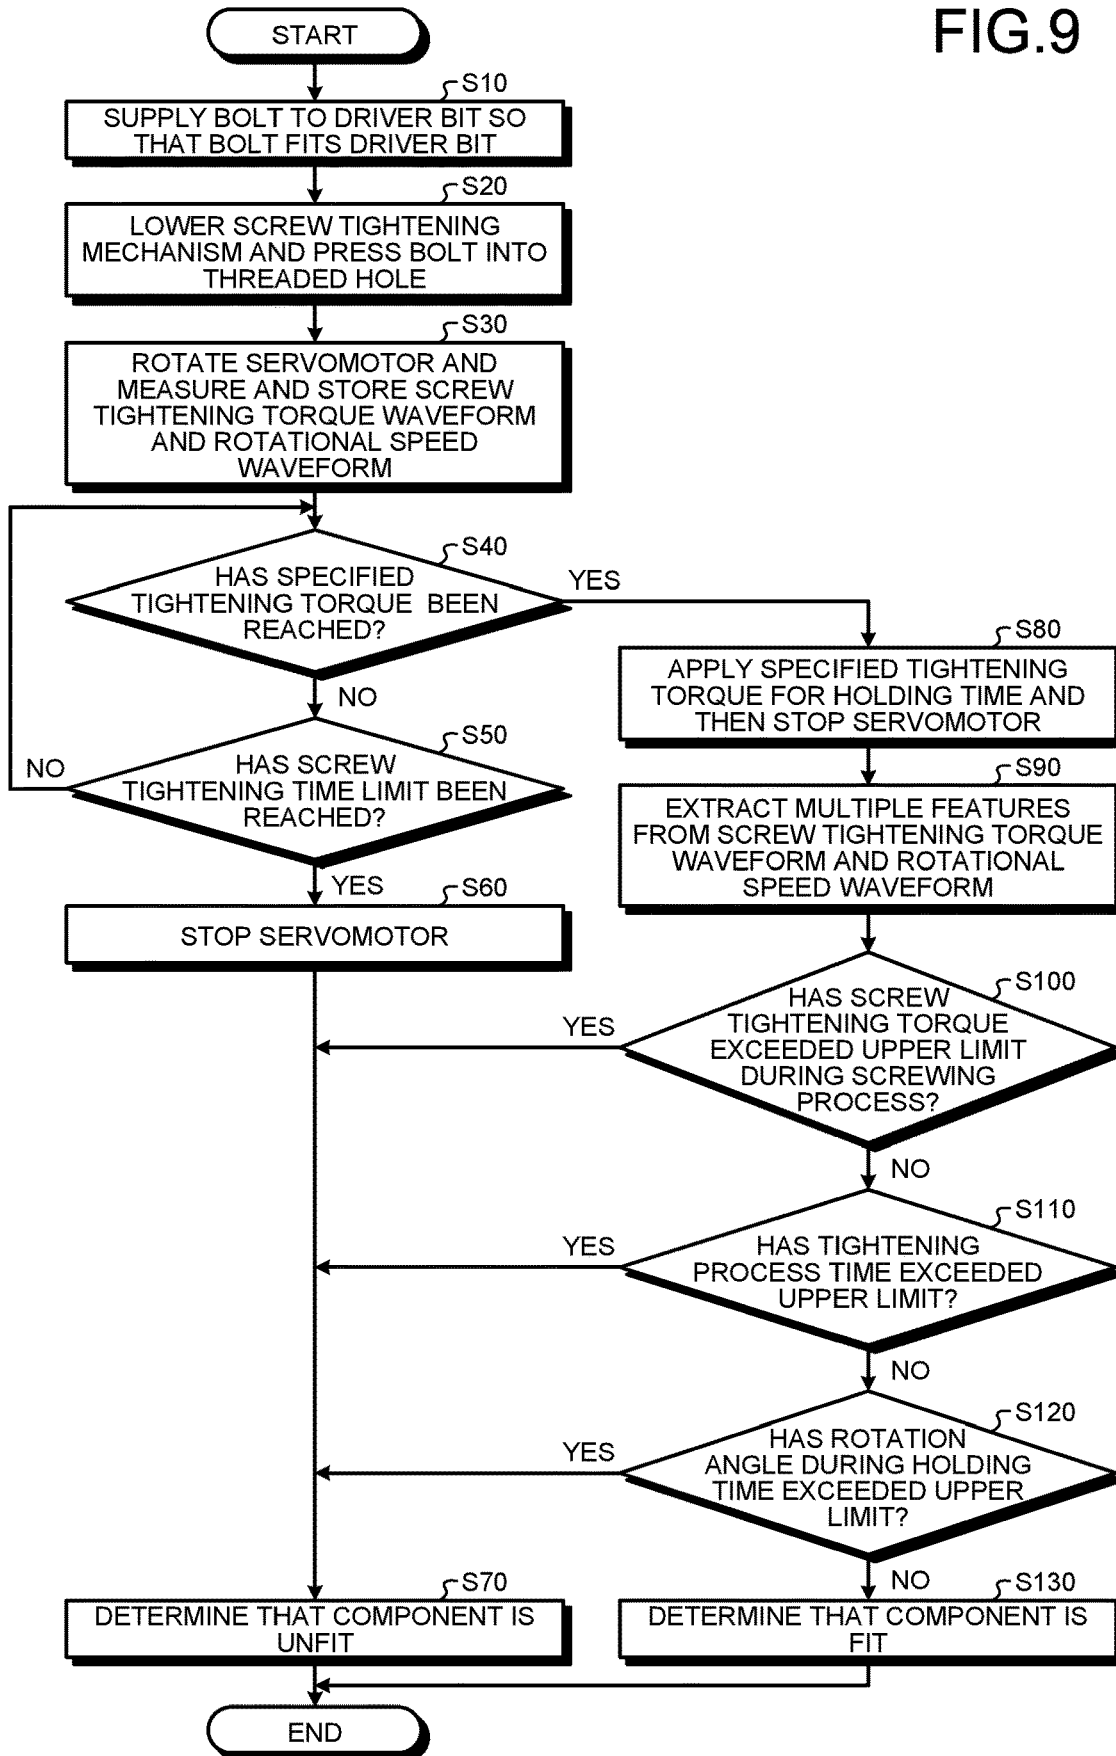 FIG.9
START
S10
SUPPLY BOLT TO DRIVER BIT SO
THAT BOLT FITS DRIVER BIT
S20
LOWER SCREW TIGHTENING
MECHANISM AND PRESS BOLT INTO
THREADED HOLE
S30
ROTATE SERVOMOTOR AND
MEASURE AND STORE SCREW
TIGHTENING TORQUE WAVEFORM
AND ROTATIONAL SPEED
WAVEFORM
S40
HAS SPECIFIED
TIGHTENING TORQUE BEEN
REACHED?
YES
NO
S50
HAS SCREW
TIGHTENING TIME LIMIT BEEN
REACHED?
NO
YES
S60
STOP SERVOMOTOR
S80
APPLY SPECIFIED TIGHTENING
TORQUE FOR HOLDING TIME AND
THEN STOP SERVOMOTOR
S90
EXTRACT MULTIPLE FEATURES
FROM SCREW TIGHTENING TORQUE
WAVEFORM AND ROTATIONAL
SPEED WAVEFORM
S100
HAS SCREW
TIGHTENING TORQUE
EXCEEDED UPPER LIMIT
DURING SCREWING
PROCESS?
YES
NO
S110
HAS TIGHTENING
PROCESS TIME EXCEEDED
UPPER LIMIT?
YES
NO
S120
HAS ROTATION
ANGLE DURING HOLDING
TIME EXCEEDED UPPER
LIMIT?
YES
NO
S70
DETERMINE THAT COMPONENT IS
UNFIT
S130
DETERMINE THAT COMPONENT IS
FIT
END